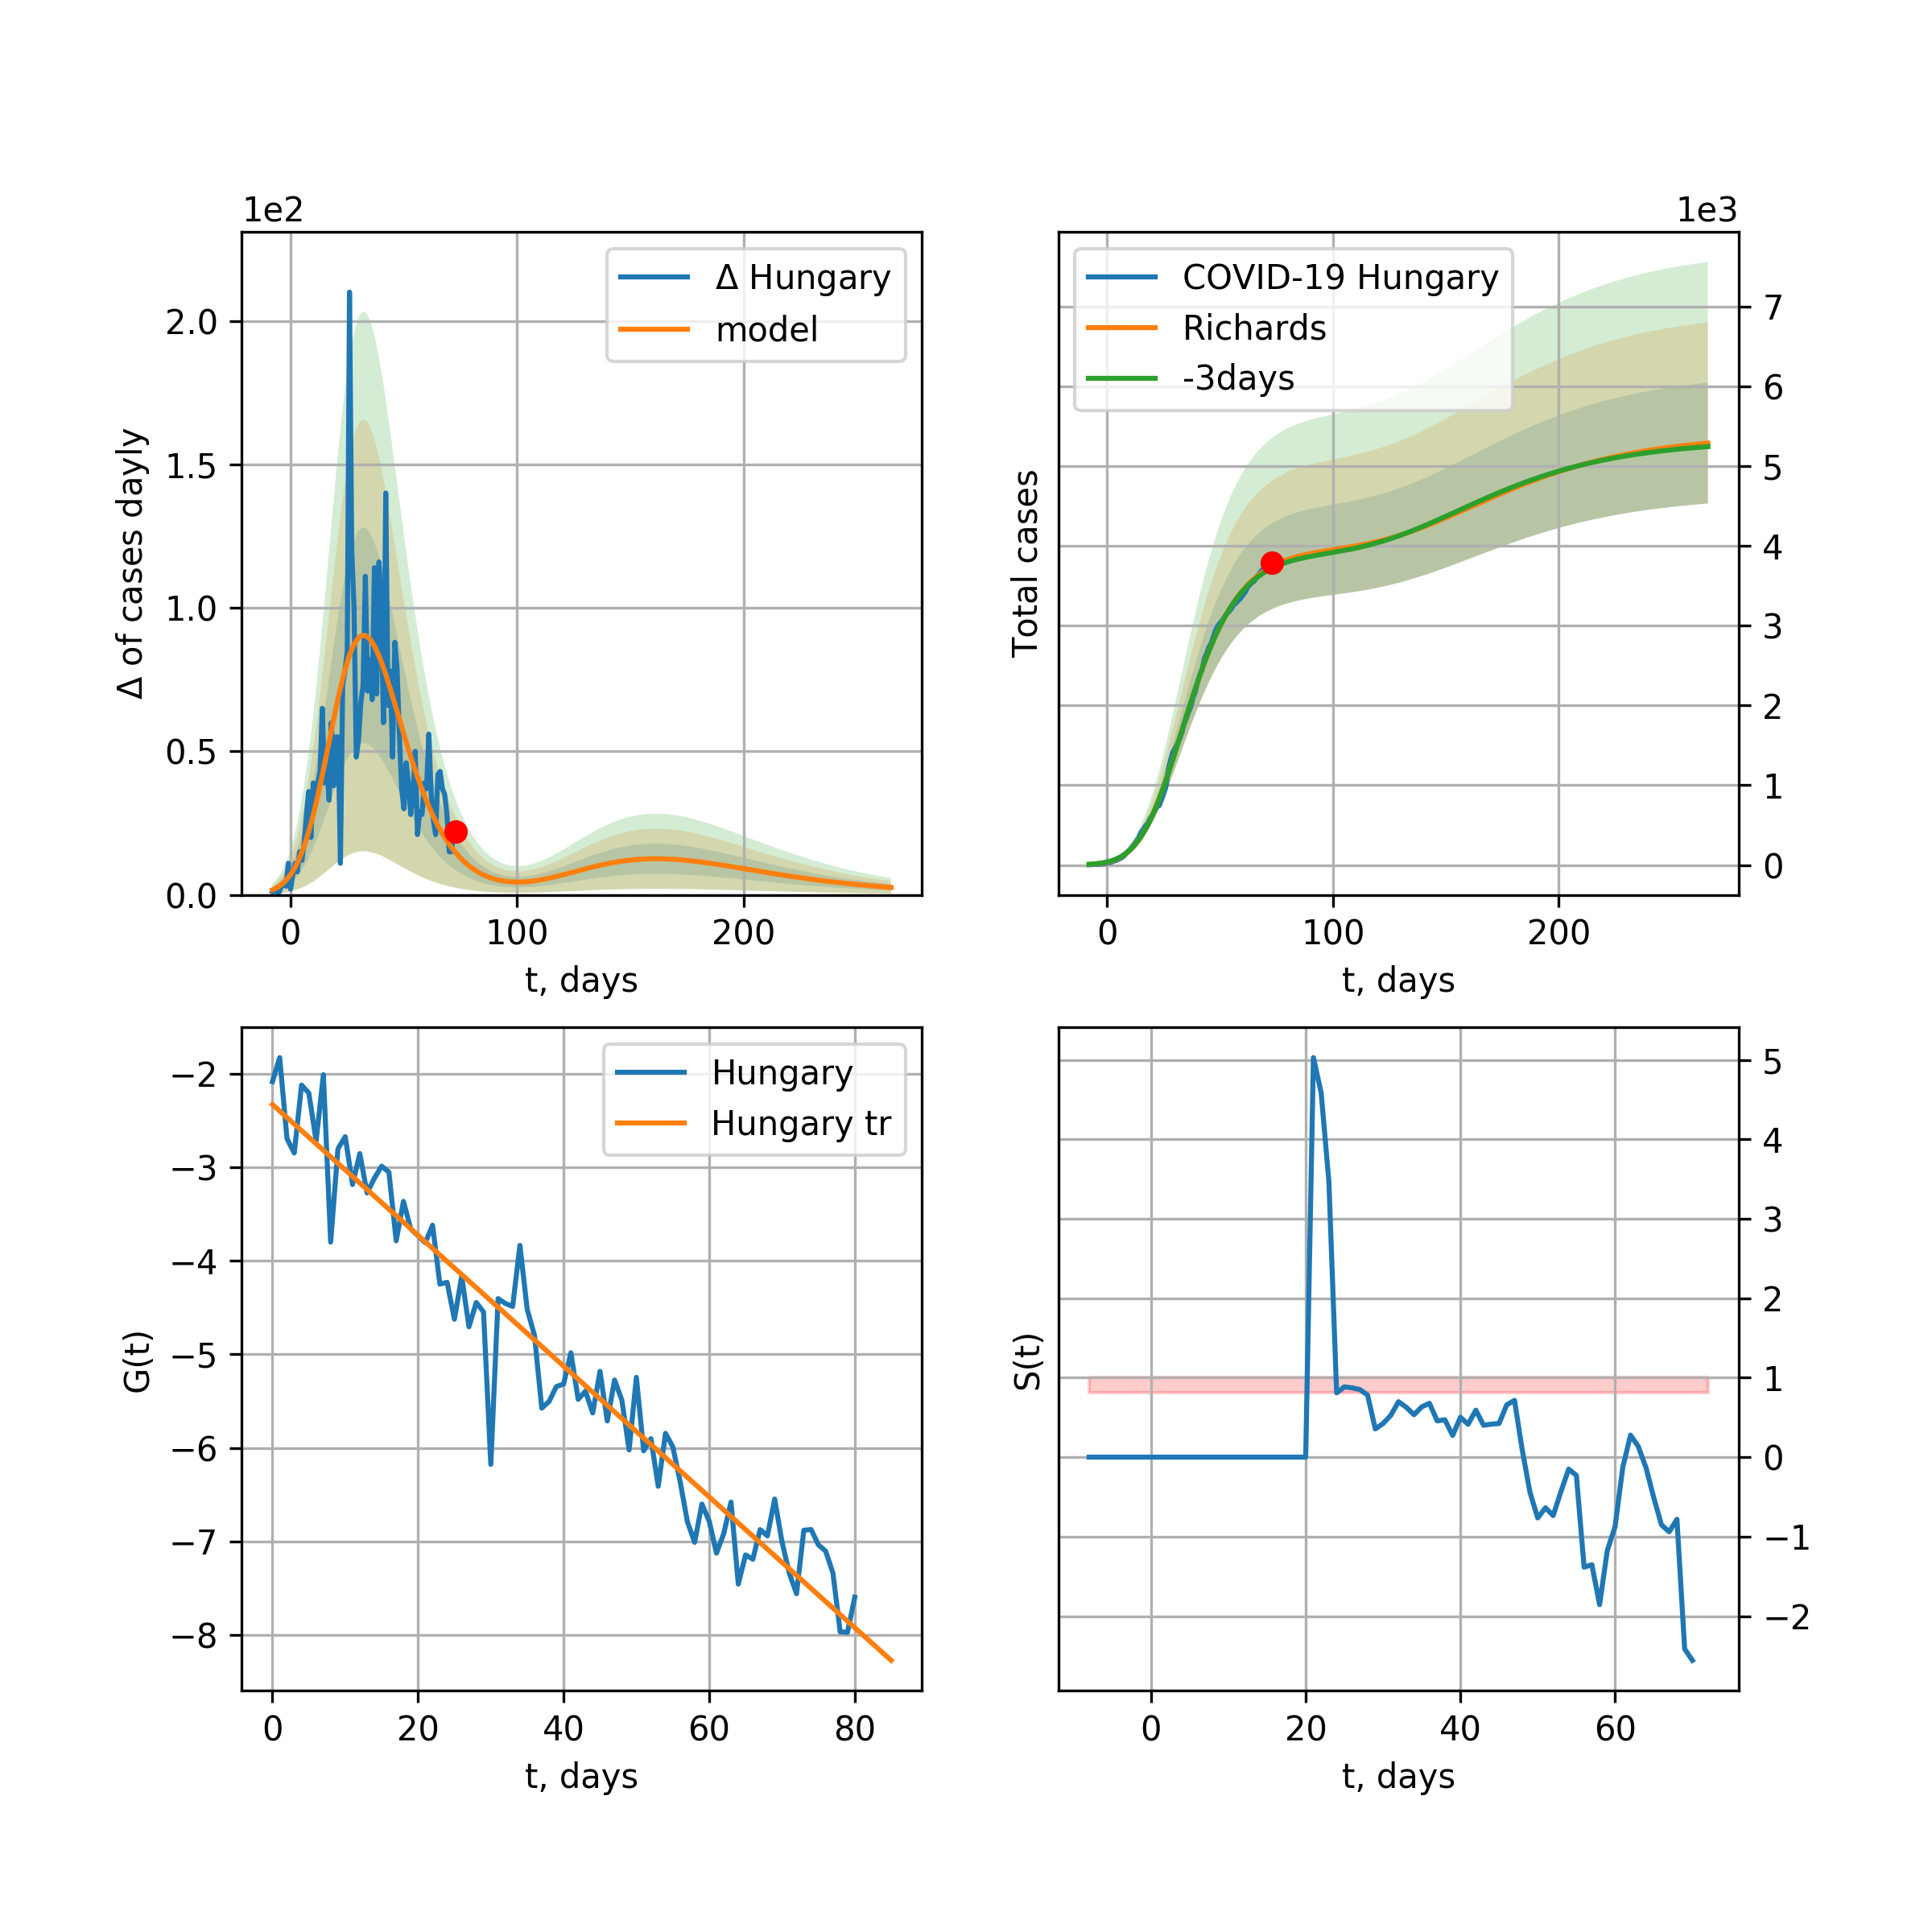 1e2
Δ Hungary
model
2.0
1.5
1.0
0.5
0.0
Δ of cases dayly
0 100 200
t, days
1e3
COVID-19 Hungary
Richards
-3days
7
6
5
4
3
2
1
0
Total cases
0 100 200
t, days
Hungary
Hungary tr
−2
−3
−4
−5
−6
−7
−8
G(t)
0 20 40 60 80
t, days
5
4
3
2
1
0
−1
−2
S(t)
0 20 40 60
t, days